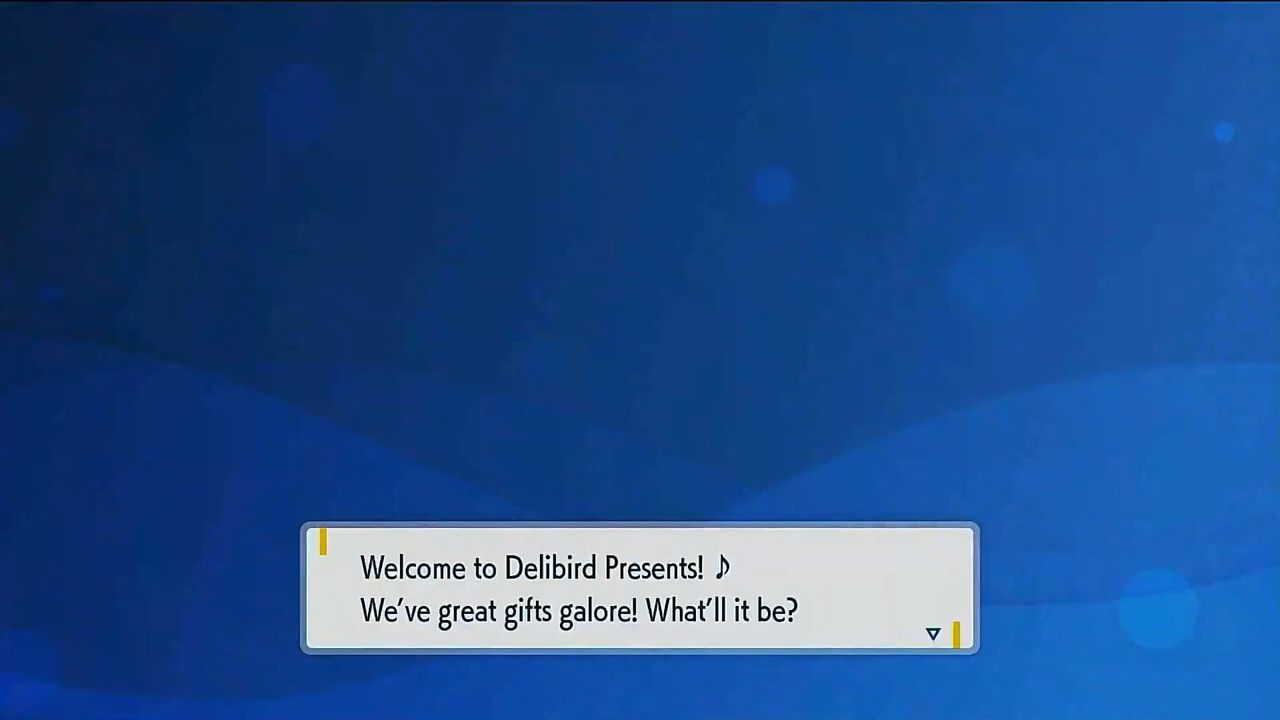 Welcome to Delibird Presents! ♪
We've great gifts galore! What'll it be?